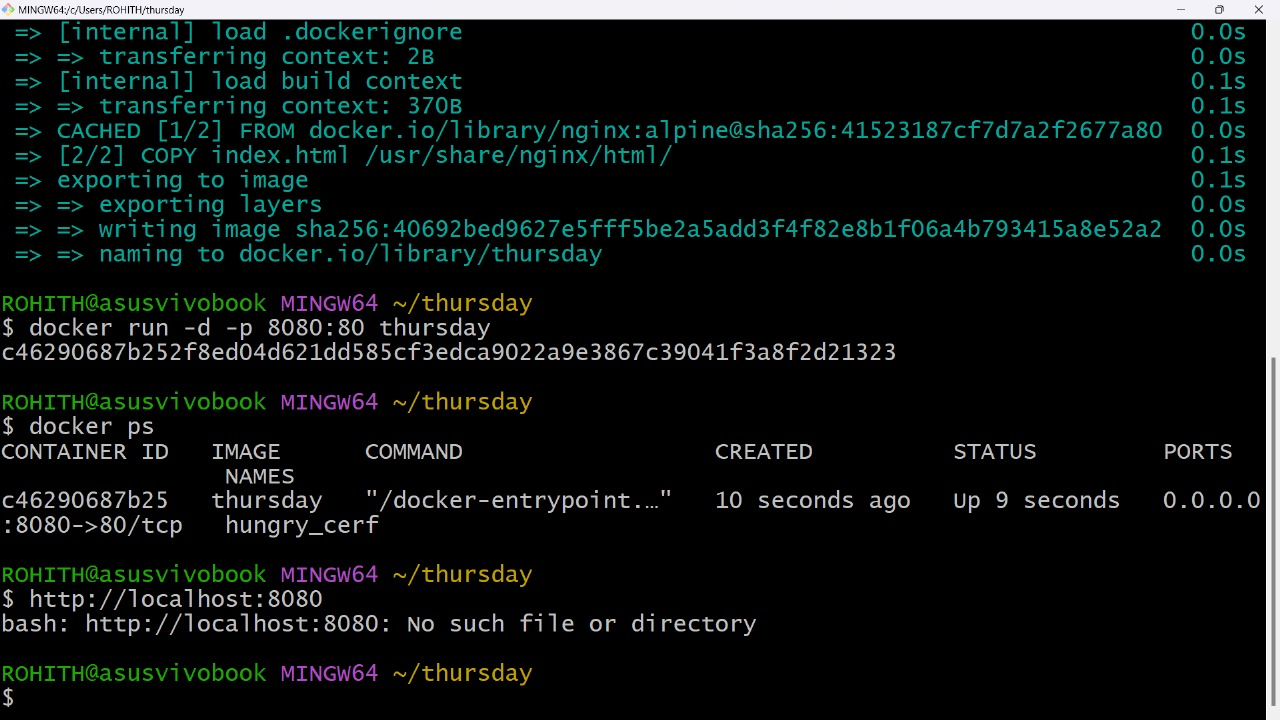 MINGW64:/c/Users/ROHITH/thursday
=> [internal] load .dockerignore 0.0s
=> => transferring context: 2B 0.0s
=> [internal] load build context 0.1s
=> => transferring context: 370B 0.1s
=> CACHED [1/2] FROM docker.io/library/nginx:alpine@sha256:41523187cf7d7a2f2677a80 0.0s
=> [2/2] COPY index.html /usr/share/nginx/html/ 0.1s
=> exporting to image 0.1s
=> => exporting layers 0.0s
=> => writing image sha256:40692bed9627e5fff5be2a5add3f4f82e8b1f06a4b793415a8e52a2 0.0s
=> => naming to docker.io/library/thursday 0.0s
ROHITH@asusvivobook MINGW64 ~/thursday
$ docker run -d -p 8080:80 thursday
c46290687b252f8ed04d621dd585cf3edca9022a9e3867c39041f3a8f2d21323
ROHITH@asusvivobook MINGW64 ~/thursday
$ docker ps
CONTAINER ID IMAGE COMMAND CREATED STATUS PORTS
NAMES
c46290687b25 thursday "/docker-entrypoint.…" 10 seconds ago Up 9 seconds 0.0.0.0
:8080->80/tcp hungry_cerf
ROHITH@asusvivobook MINGW64 ~/thursday
$ http://localhost:8080
bash: http://localhost:8080: No such file or directory
ROHITH@asusvivobook MINGW64 ~/thursday
$